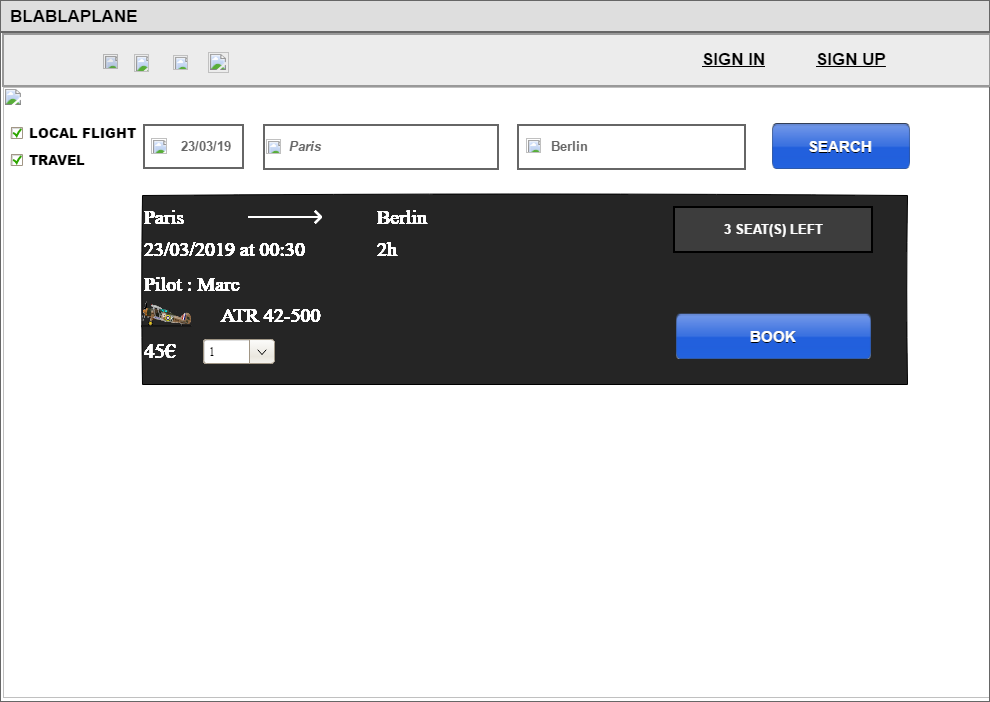 BLABLAPLANE
SIGN IN SIGN UP
LOCAL FLIGHT
TRAVEL
23/03/19 Paris Berlin SEARCH
Paris Berlin
3 SEAT(S) LEFT
23/03/2019 at 00:30 2h
Pilot : Marc
ATR 42-500
BOOK
45€ 1